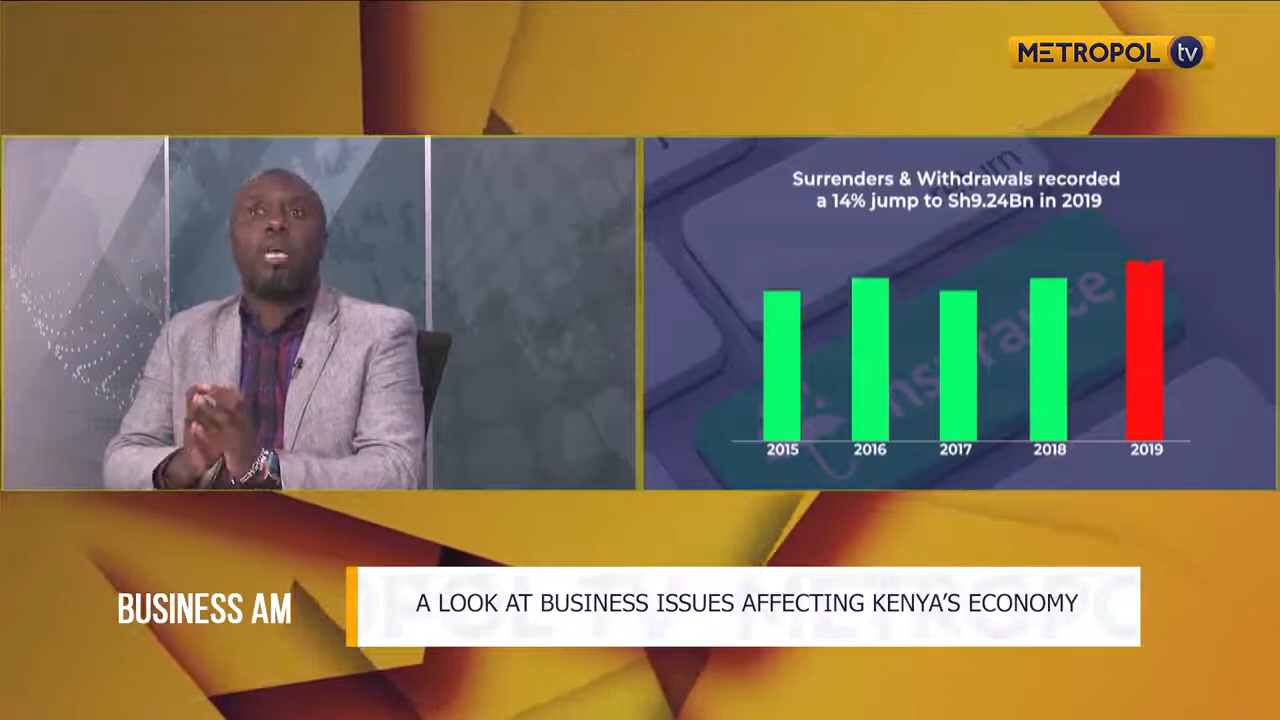 METROPOL tv
Surrenders & Withdrawals recorded
a 14% jump to Sh9.24Bn in 2019
Insurance
2015 2016 2017 2018 2019
BUSINESS AM
A LOOK AT BUSINESS ISSUES AFFECTING KENYA’S ECONOMY